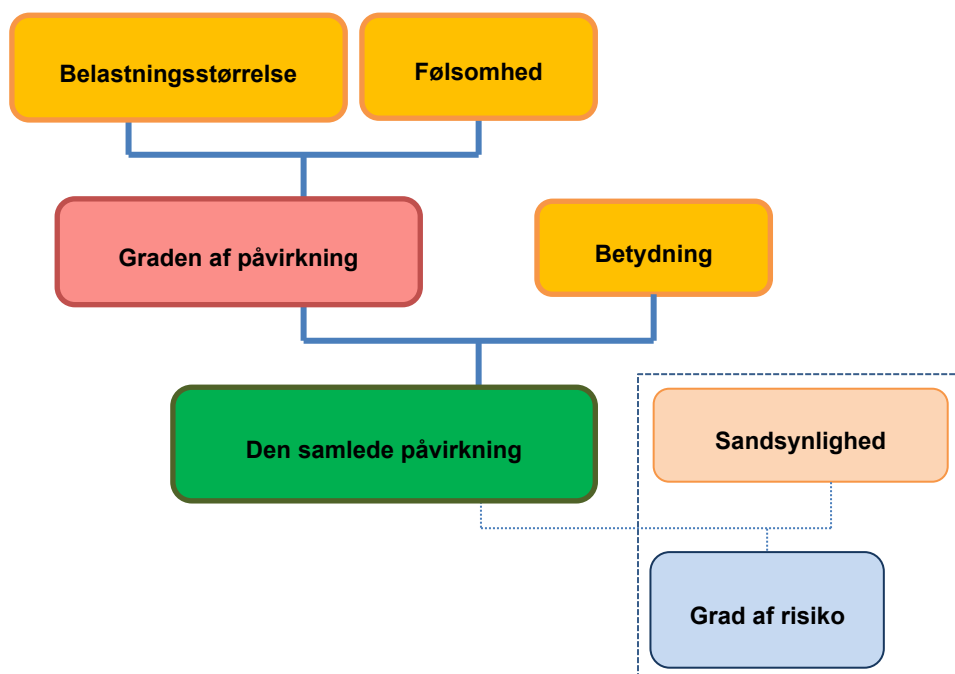 Belastningsstørrelse
Følsomhed
Graden af påvirkning
Betydning
Den samlede påvirkning
Sandsynlighed
Grad af risiko